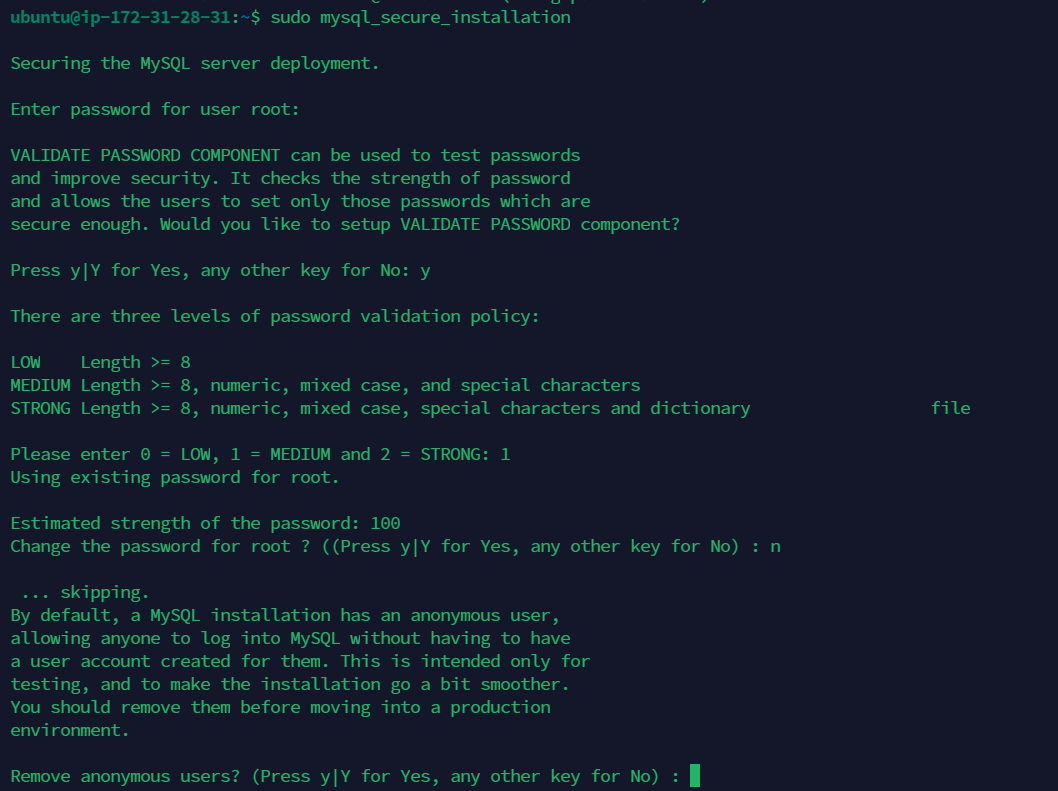 ubuntu@ip-172-31-28-31:~$ sudo mysql_secure_installation
Securing the MySQL server deployment.
Enter password for user root:
VALIDATE PASSWORD COMPONENT can be used to test passwords
and improve security. It checks the strength of password
and allows the users to set only those passwords which are
secure enough. Would you like to setup VALIDATE PASSWORD component?
Press y|Y for Yes, any other key for No: y
There are three levels of password validation policy:
LOW    Length >= 8
MEDIUM Length >= 8, numeric, mixed case, and special characters
STRONG Length >= 8, numeric, mixed case, special characters and dictionary                  file
Please enter 0 = LOW, 1 = MEDIUM and 2 = STRONG: 1
Using existing password for root.
Estimated strength of the password: 100
Change the password for root ? ((Press y|Y for Yes, any other key for No) : n
 ... skipping.
By default, a MySQL installation has an anonymous user,
allowing anyone to log into MySQL without having to have
a user account created for them. This is intended only for
testing, and to make the installation go a bit smoother.
You should remove them before moving into a production
environment.
Remove anonymous users? (Press y|Y for Yes, any other key for No) :